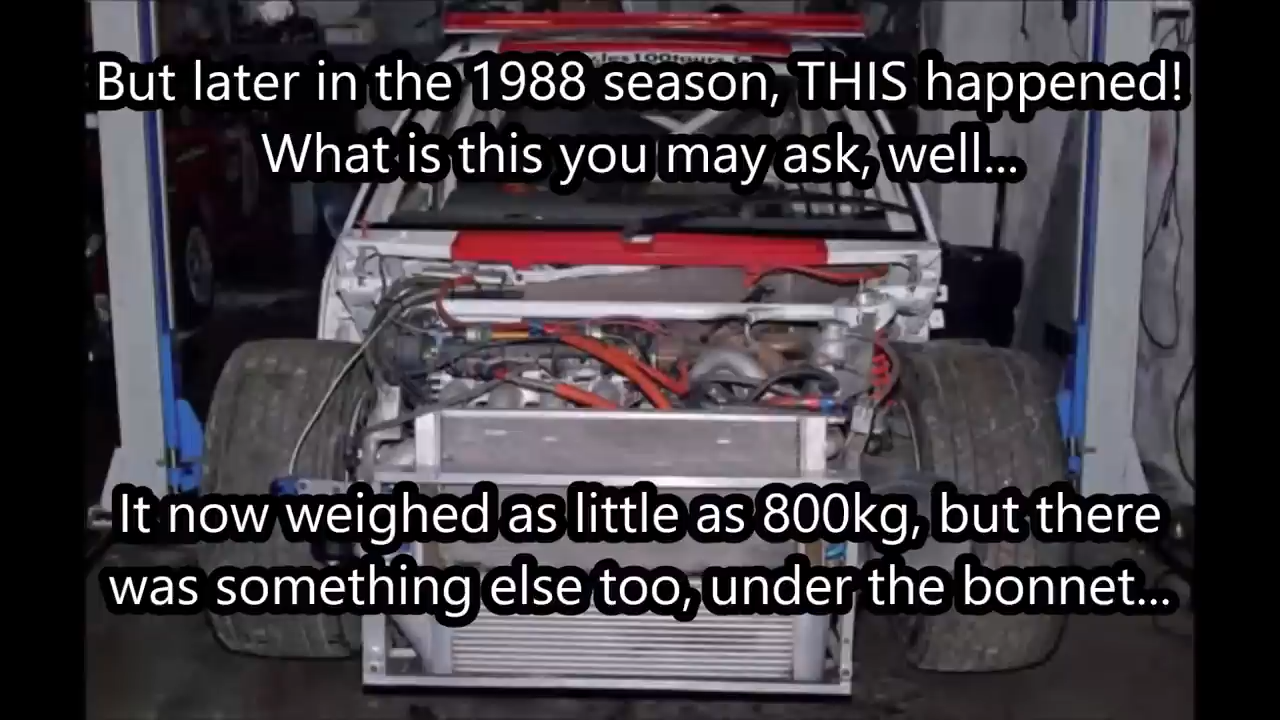 100tours
But later in the 1988 season, THIS happened!
What is this you may ask, well...
It now weighed as little as 800kg, but there
was something else too, under the bonnet...